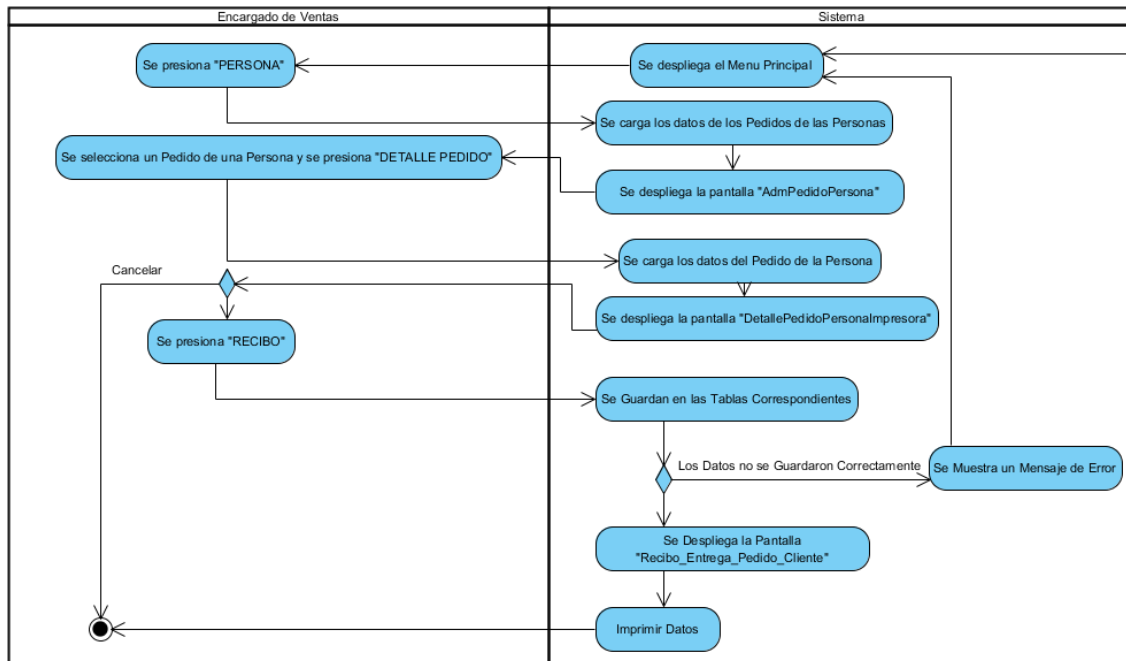 Encargado de Ventas
Sistema
Se presiona "PERSONA"
Se despliega el Menu Principal
Se carga los datos de los Pedidos de las Personas
Se selecciona un Pedido de una Persona y se presiona "DETALLE PEDIDO"
Se despliega la pantalla "AdmPedidoPersona"
Se carga los datos del Pedido de la Persona
Cancelar
Se despliega la pantalla "DetallePedidoPersonaImpresora"
Se presiona "RECIBO"
Se Guardan en las Tablas Correspondientes
Los Datos no se Guardaron Correctamente
Se Muestra un Mensaje de Error
Se Despliega la Pantalla
"Recibo_Entrega_Pedido_Cliente"
Imprimir Datos